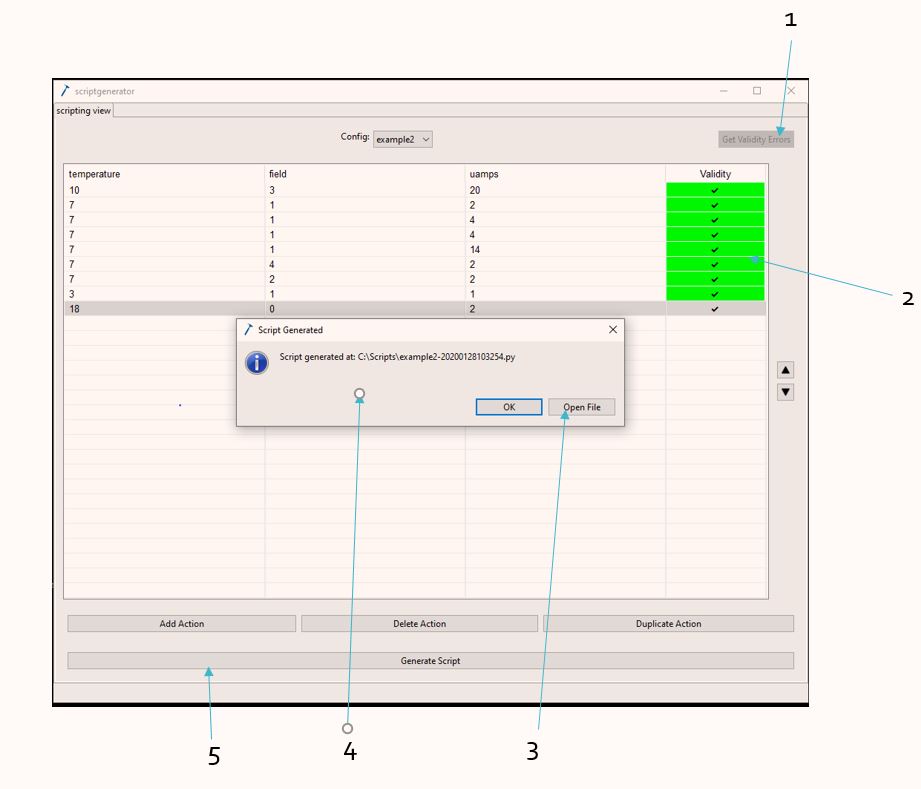 1
scriptgenerator
scripting view
Config: example2
Get Validity Errors
temperature field uamps Validity
10 3 20 ✓
7 1 2 ✓
7 1 4 ✓
7 1 4 ✓
7 1 14 ✓
7 4 2 ✓
7 2 2 ✓
3 1 1 ✓
18 0 2 ✓
2
Script Generated
Script generated at: C:\Scripts\example2-20200128103254.py
OK Open File
Add Action Delete Action Duplicate Action
Generate Script
5 4 3